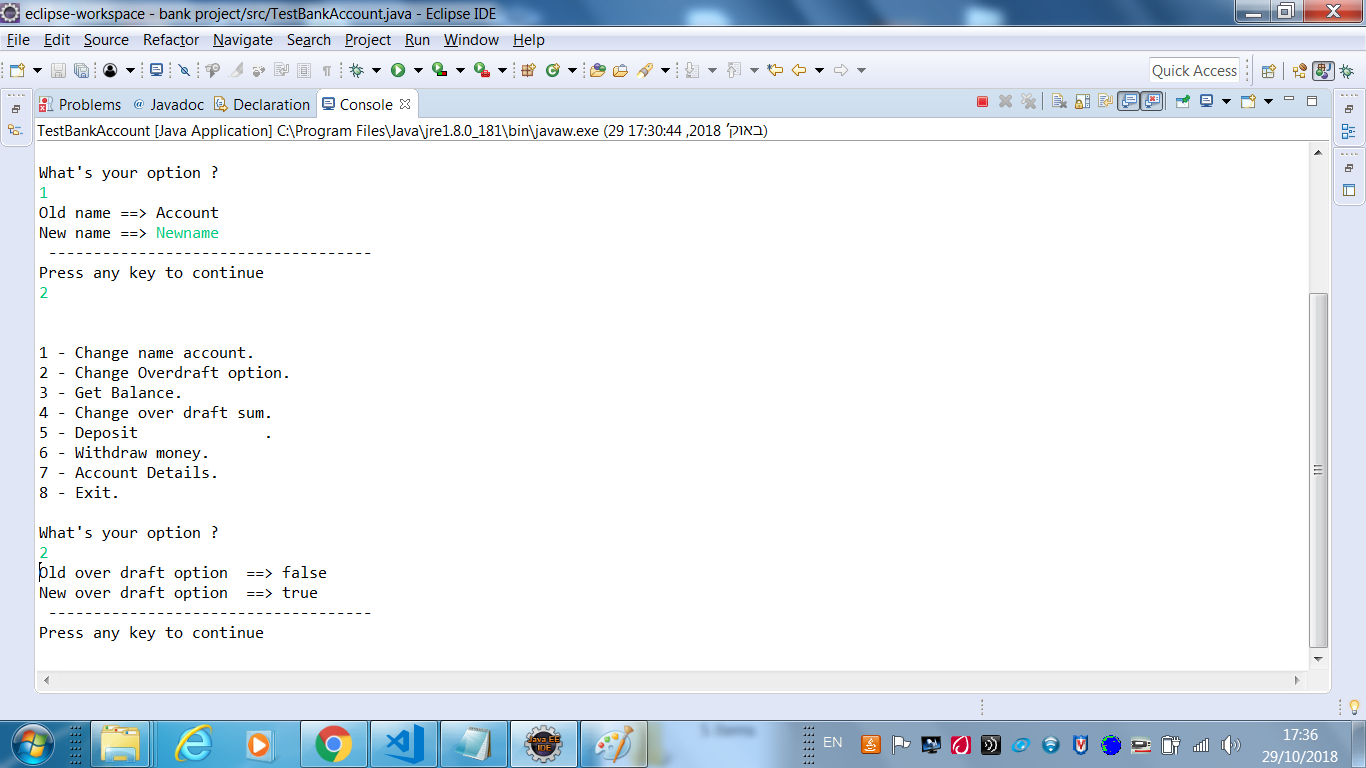 eclipse-workspace - bank project/src/TestBankAccount.java - Eclipse IDE
File Edit Source Refactor Navigate Search Project Run Window Help
Quick Access
Problems @ Javadoc Declaration Console
TestBankAccount [Java Application] C:\Program Files\Java\jre1.8.0_181\bin\javaw.exe (29 באוק׳ 2018, 17:30:44)
What's your option ?
1
Old name ==> Account
New name ==> Newname
------------------------------------
Press any key to continue
2
1 - Change name account.
2 - Change Overdraft option.
3 - Get Balance.
4 - Change over draft sum.
5 - Deposit              .
6 - Withdraw money.
7 - Account Details.
8 - Exit.
What's your option ?
2
Old over draft option  ==> false
New over draft option  ==> true
------------------------------------
Press any key to continue
Java EE
IDE
EN
17:36
29/10/2018